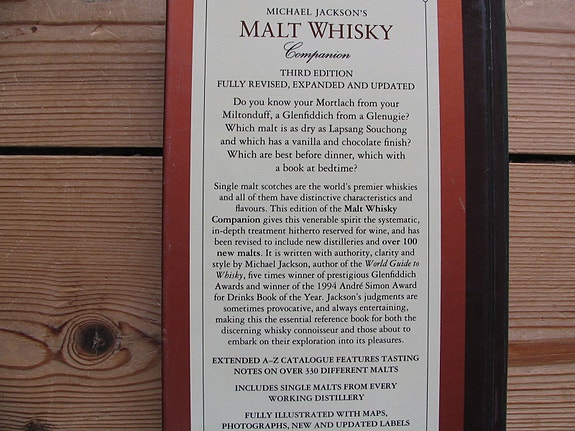 MICHAEL JACKSON'S
MALT WHISKY
Companion
THIRD EDITION
FULLY REVISED, EXPANDED AND UPDATED
Do you know your Mortlach from your
Miltonduff, a Glenfiddich from a Glenugie?
Which malt is as dry as Lapsang Souchong
and which has a vanilla and chocolate finish?
Which are best before dinner, which with
a book at bedtime?
Single malt scotches are the world's premier whiskies
and all of them have distinctive characteristics and
flavours. This edition of the Malt Whisky
Companion gives this venerable spirit the systematic,
in-depth treatment hitherto reserved for wine, and has
been revised to include new distilleries and over 100
new malts. It is written with authority, clarity and
style by Michael Jackson, author of the World Guide to
Whisky, five times winner of prestigious Glenfiddich
Awards and winner of the 1994 André Simon Award
for Drinks Book of the Year. Jackson's judgments are
sometimes provocative, and always entertaining,
making this the essential reference book for both the
discerning whisky connoisseur and those about to
embark on their exploration into its pleasures.
EXTENDED A–Z CATALOGUE FEATURES TASTING
NOTES ON OVER 330 DIFFERENT MALTS
INCLUDES SINGLE MALTS FROM EVERY
WORKING DISTILLERY
FULLY ILLUSTRATED WITH MAPS,
PHOTOGRAPHS, NEW AND UPDATED LABELS